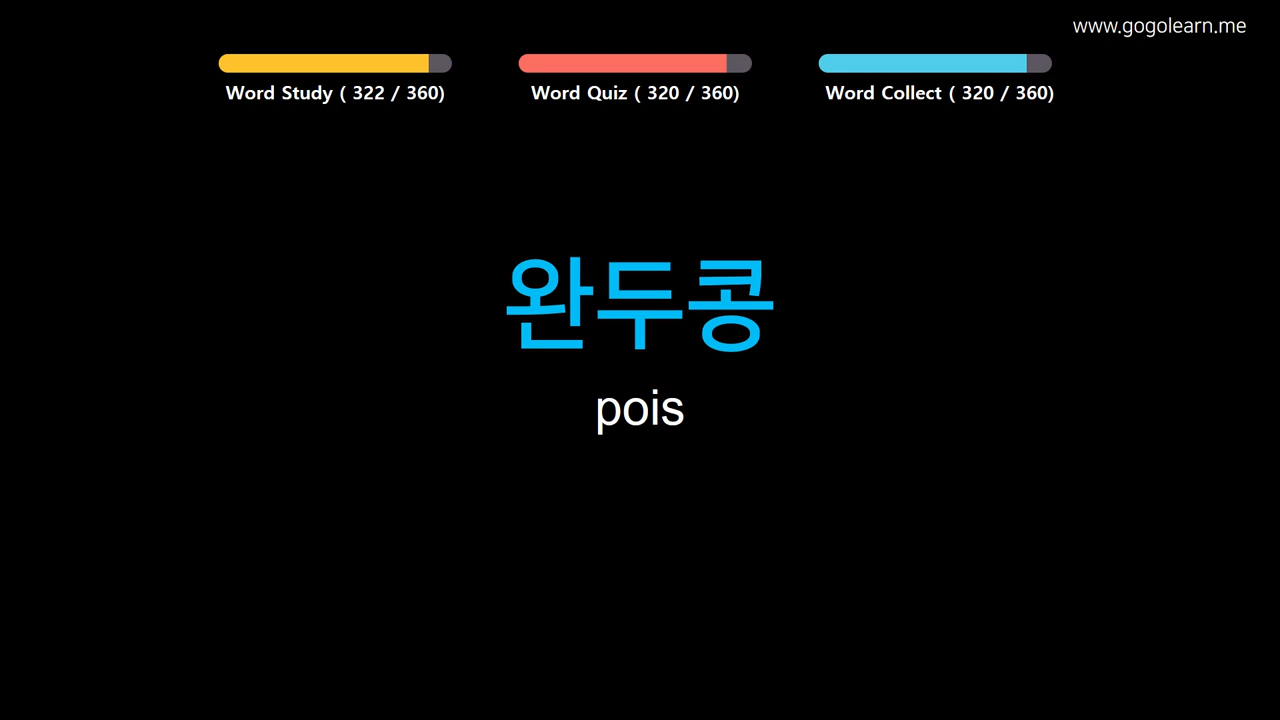 www.gogolearn.me
Word Study ( 322 / 360)
Word Quiz ( 320 / 360)
Word Collect ( 320 / 360)
완두콩
pois